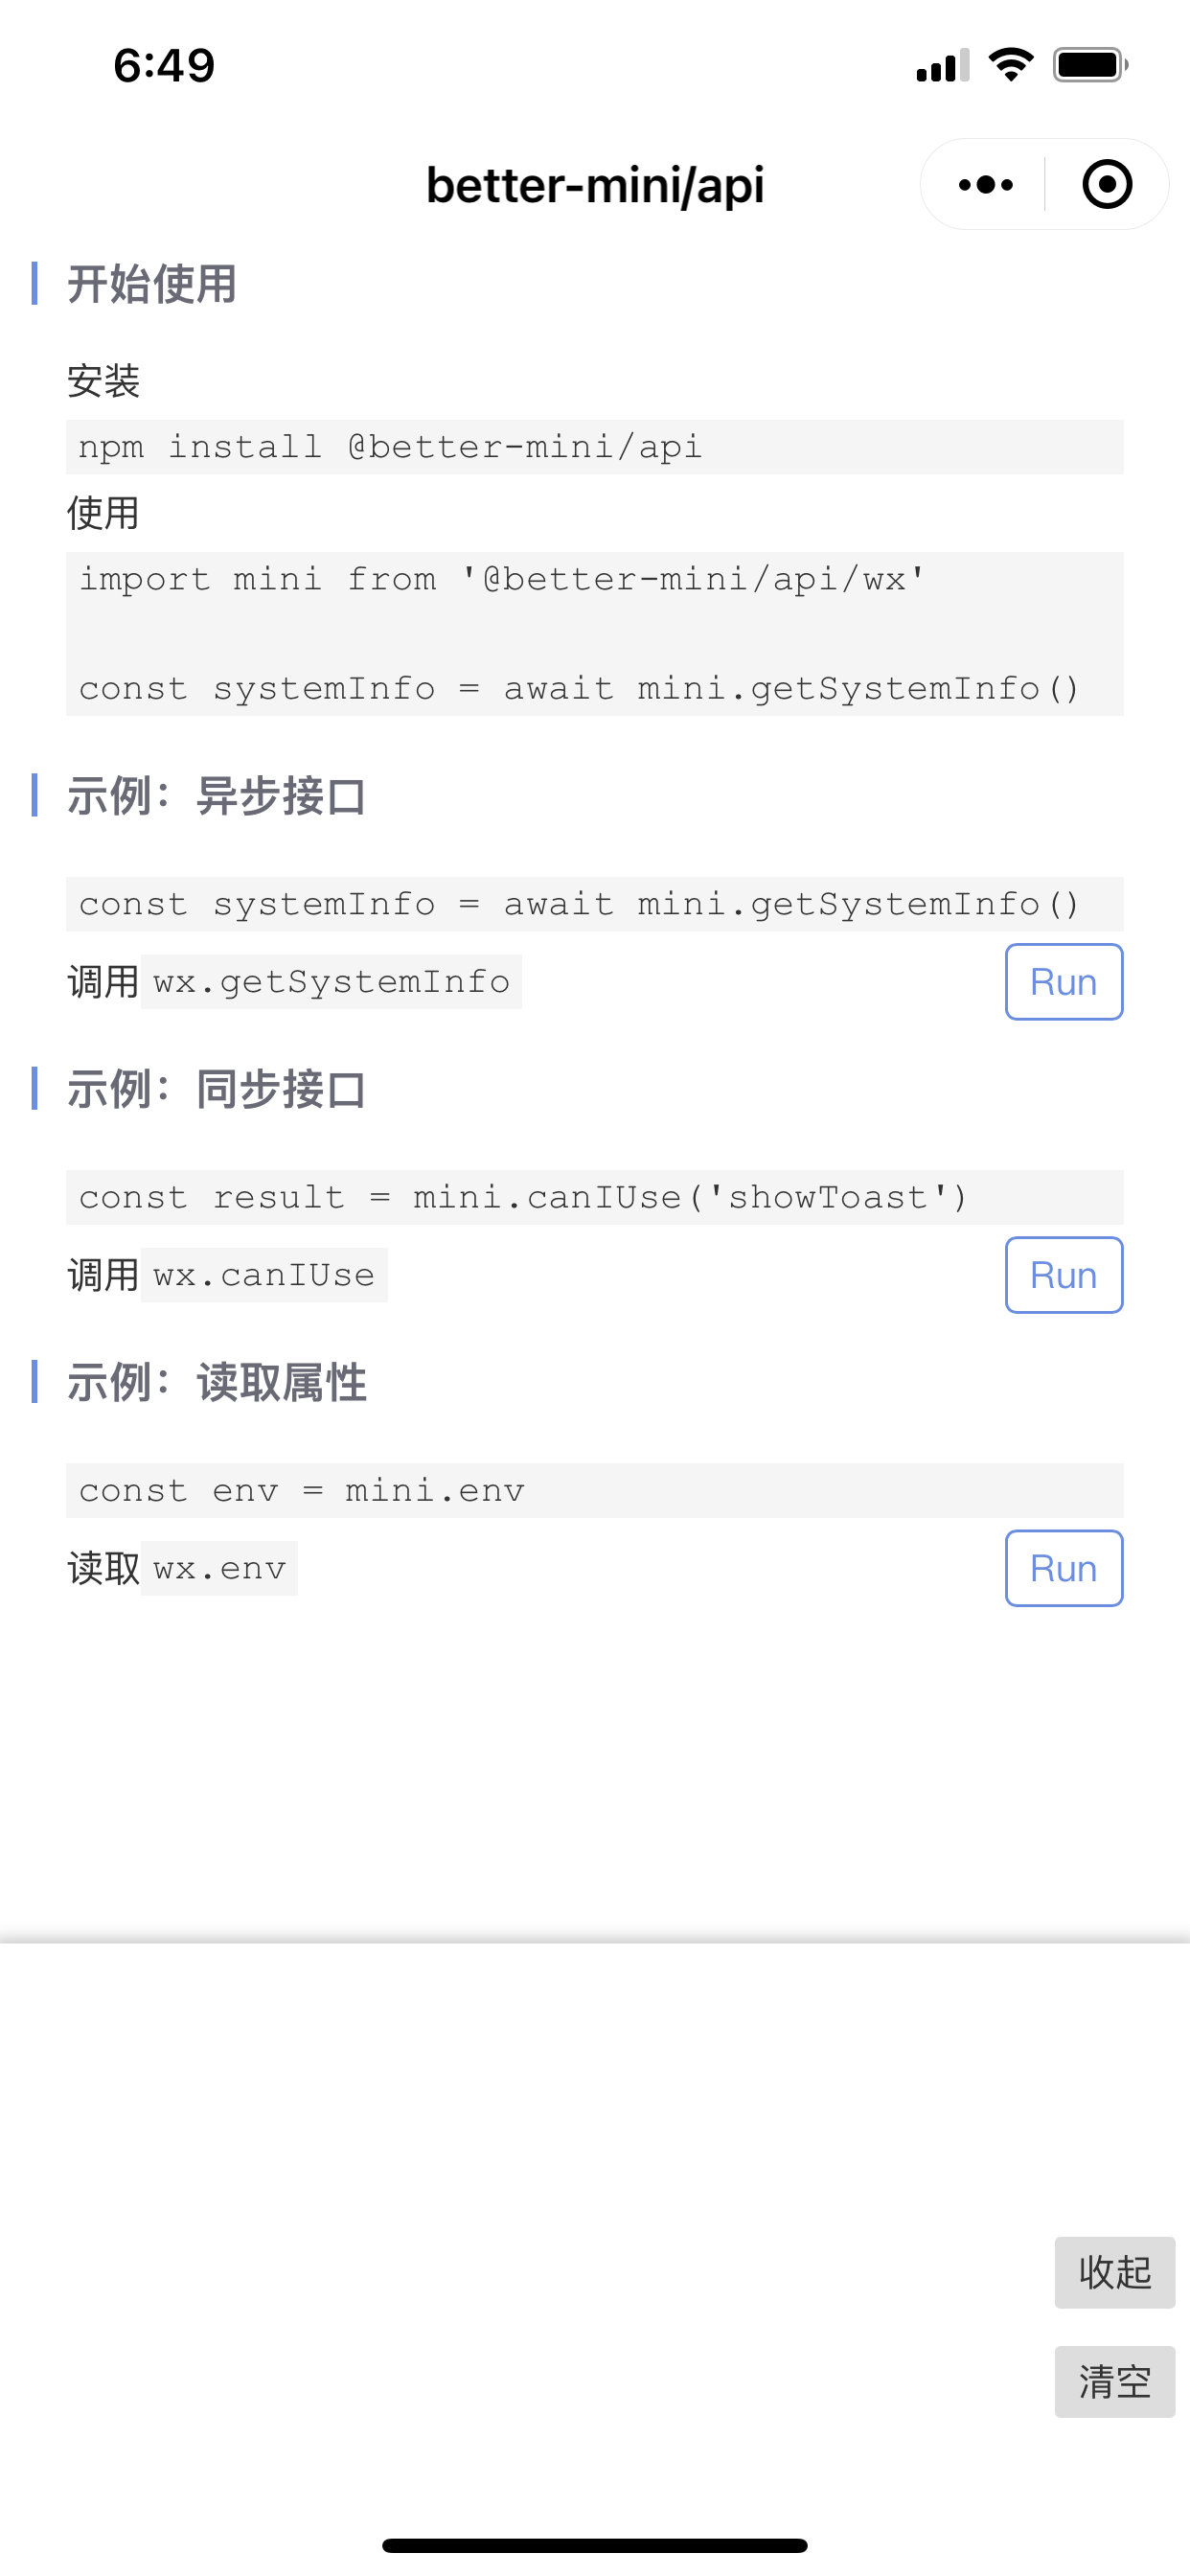 6:49
better-mini/api
开始使用
安装
npm install @better-mini/api
使用
import mini from '@better-mini/api/wx'
const systemInfo = await mini.getSystemInfo()
示例：异步接口
const systemInfo = await mini.getSystemInfo()
调用 wx.getSystemInfo
Run
示例：同步接口
const result = mini.canIUse('showToast')
调用 wx.canIUse
Run
示例：读取属性
const env = mini.env
读取 wx.env
Run
收起
清空